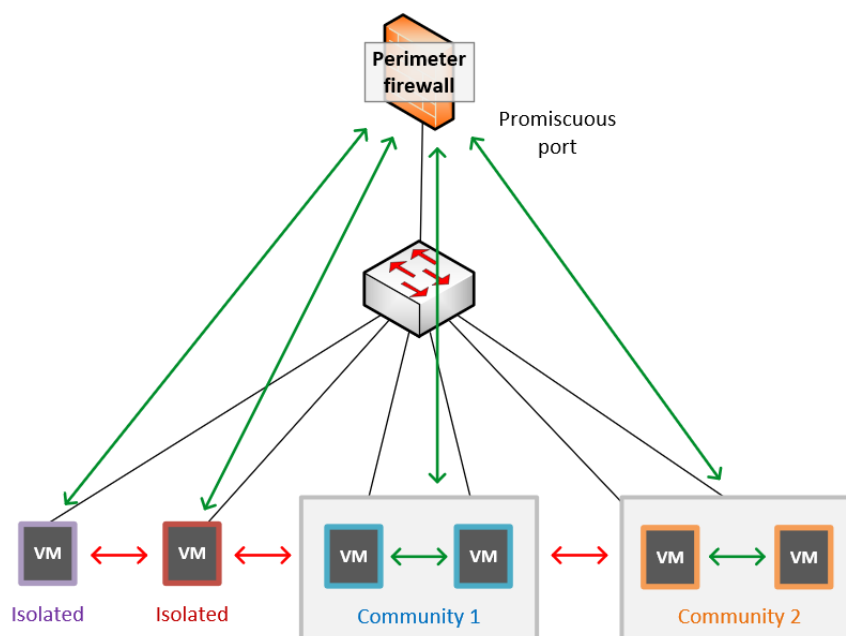 Perimeter
firewall
Promiscuous
port
VM
VM
VM
VM
VM
VM
Isolated
Isolated
Community 1
Community 2